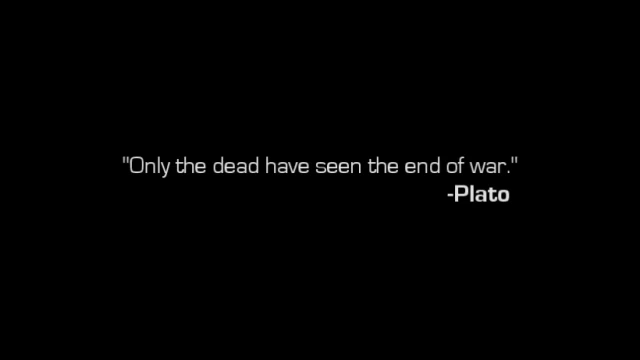 "Only the dead have seen the end of war."
-Plato